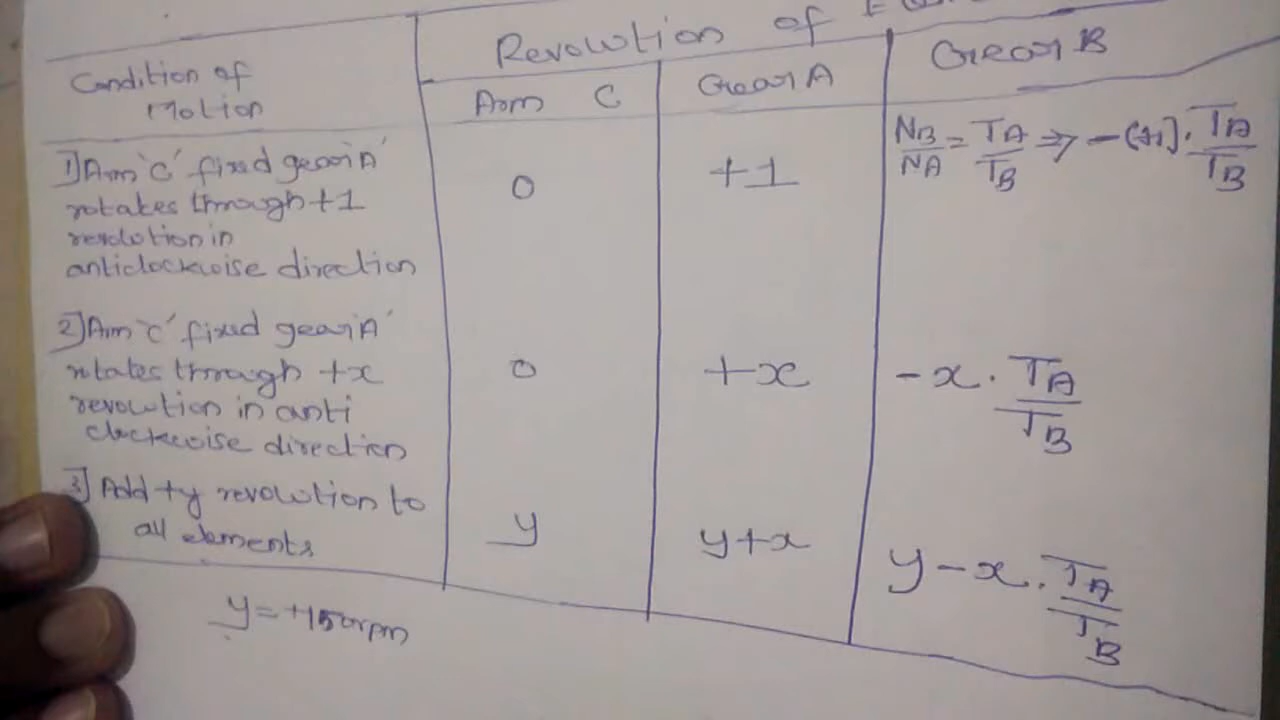 Revolution of
Condition of
Motion
Arm C
Gear A
Gear B
1) Arm 'C' fixed gear 'A'
rotates through +1
revolution in
anticlockwise direction
0
+1
NB/NA = TA/TB ⇒ -(+1) · TA/TB
2) Arm 'C' fixed gear 'A'
rotates through +x
revolution in anti
clockwise direction
0
+x
-x · TA/TB
3) Add +y revolution to
all elements
y
y+x
y-x · TA/TB
y = +150rpm